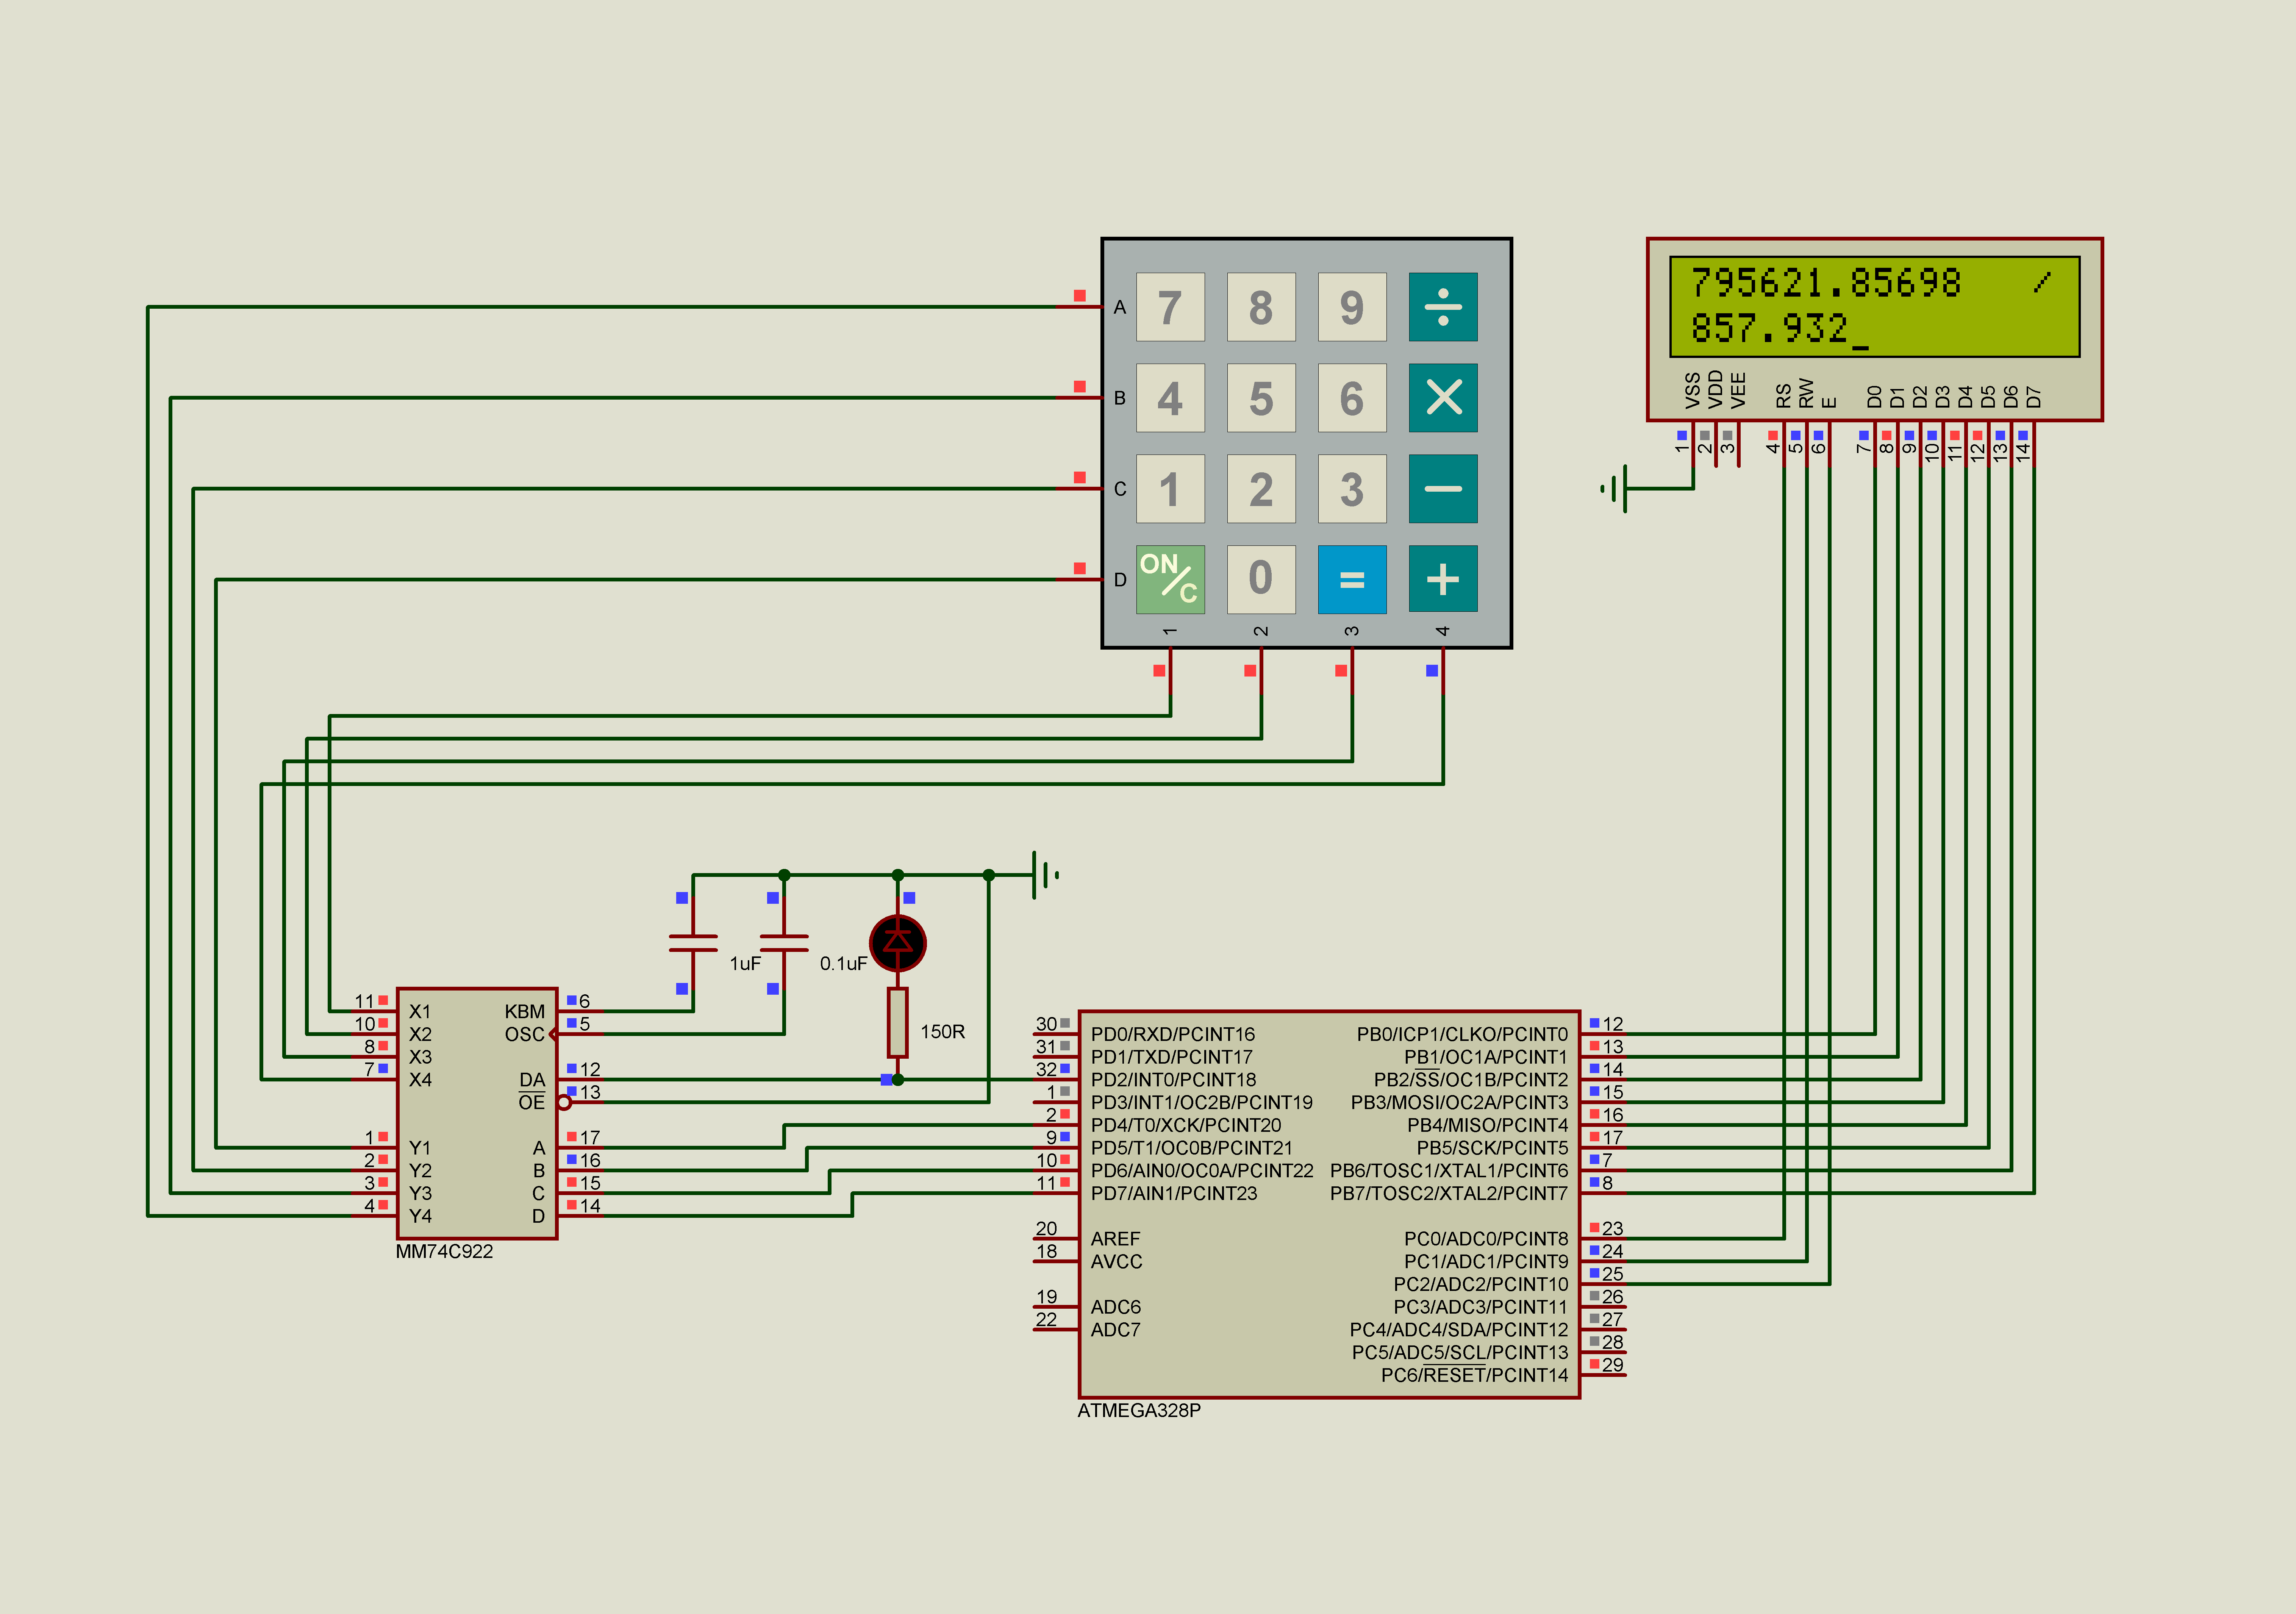 795621.85698 /
857.932_
VSS VDD VEE RS RW E D0 D1 D2 D3 D4 D5 D6 D7
1 2 3 4 5 6 7 8 9 10 11 12 13 14
A 7 8 9 ÷
B 4 5 6 ×
C 1 2 3 −
D ON/C 0 = +
1 2 3 4
1uF
0.1uF
150R
11 X1 KBM 6
10 X2 OSC 5
8 X3
7 X4 DA 12
OE 13
1 Y1 A 17
2 Y2 B 16
3 Y3 C 15
4 Y4 D 14
MM74C922
30 PD0/RXD/PCINT16 PB0/ICP1/CLKO/PCINT0 12
31 PD1/TXD/PCINT17 PB1/OC1A/PCINT1 13
32 PD2/INT0/PCINT18 PB2/SS/OC1B/PCINT2 14
1 PD3/INT1/OC2B/PCINT19 PB3/MOSI/OC2A/PCINT3 15
2 PD4/T0/XCK/PCINT20 PB4/MISO/PCINT4 16
9 PD5/T1/OC0B/PCINT21 PB5/SCK/PCINT5 17
10 PD6/AIN0/OC0A/PCINT22 PB6/TOSC1/XTAL1/PCINT6 7
11 PD7/AIN1/PCINT23 PB7/TOSC2/XTAL2/PCINT7 8
20 AREF PC0/ADC0/PCINT8 23
18 AVCC PC1/ADC1/PCINT9 24
PC2/ADC2/PCINT10 25
19 ADC6 PC3/ADC3/PCINT11 26
22 ADC7 PC4/ADC4/SDA/PCINT12 27
PC5/ADC5/SCL/PCINT13 28
PC6/RESET/PCINT14 29
ATMEGA328P